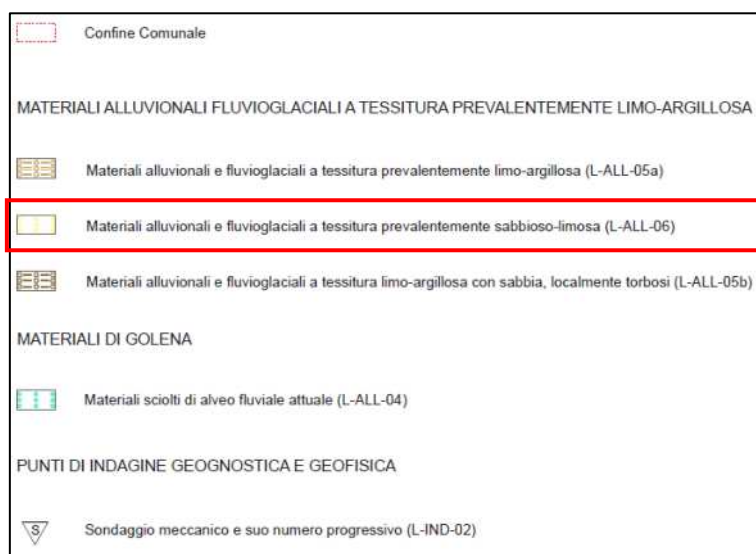 Confine Comunale
MATERIALI ALLUVIONALI FLUVIOGLACIALI A TESSITURA PREVALENTEMENTE LIMO-ARGILLOSA
Materiali alluvionali e fluvioglaciali a tessitura prevalentemente limo-argillosa (L-ALL-05a)
Materiali alluvionali e fluvioglaciali a tessitura prevalentemente sabbioso-limosa (L-ALL-06)
Materiali alluvionali e fluvioglaciali a tessitura limo-argillosa con sabbia, localmente torbosi (L-ALL-05b)
MATERIALI DI GOLENA
Materiali sciolti di alveo fluviale attuale (L-ALL-04)
PUNTI DI INDAGINE GEOGNOSTICA E GEOFISICA
S Sondaggio meccanico e suo numero progressivo (L-IND-02)